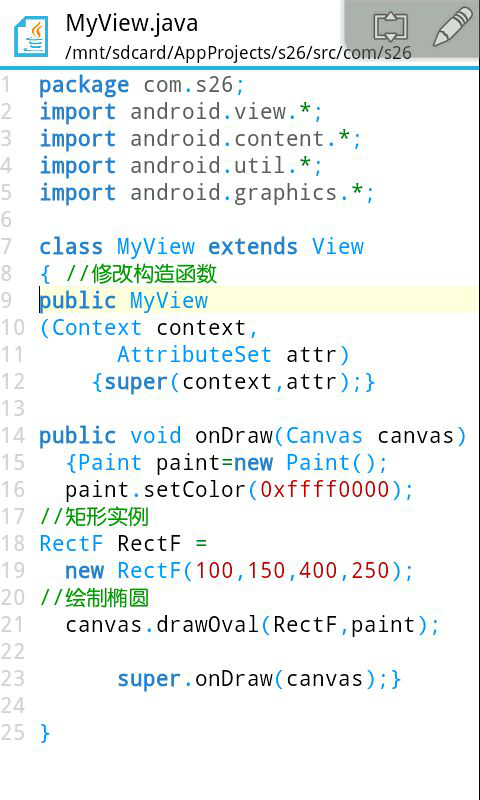 MyView.java
/mnt/sdcard/AppProjects/s26/src/com/s26
1 package com.s26;
2 import android.view.*;
3 import android.content.*;
4 import android.util.*;
5 import android.graphics.*;
6
7 class MyView extends View
8 { //修改构造函数
9 public MyView
10 (Context context,
11       AttributeSet attr)
12     {super(context,attr);}
13
14 public void onDraw(Canvas canvas)
15   {Paint paint=new Paint();
16   paint.setColor(0xffff0000);
17 //矩形实例
18 RectF RectF =
19   new RectF(100,150,400,250);
20 //绘制椭圆
21   canvas.drawOval(RectF,paint);
22
23       super.onDraw(canvas);}
24
25 }